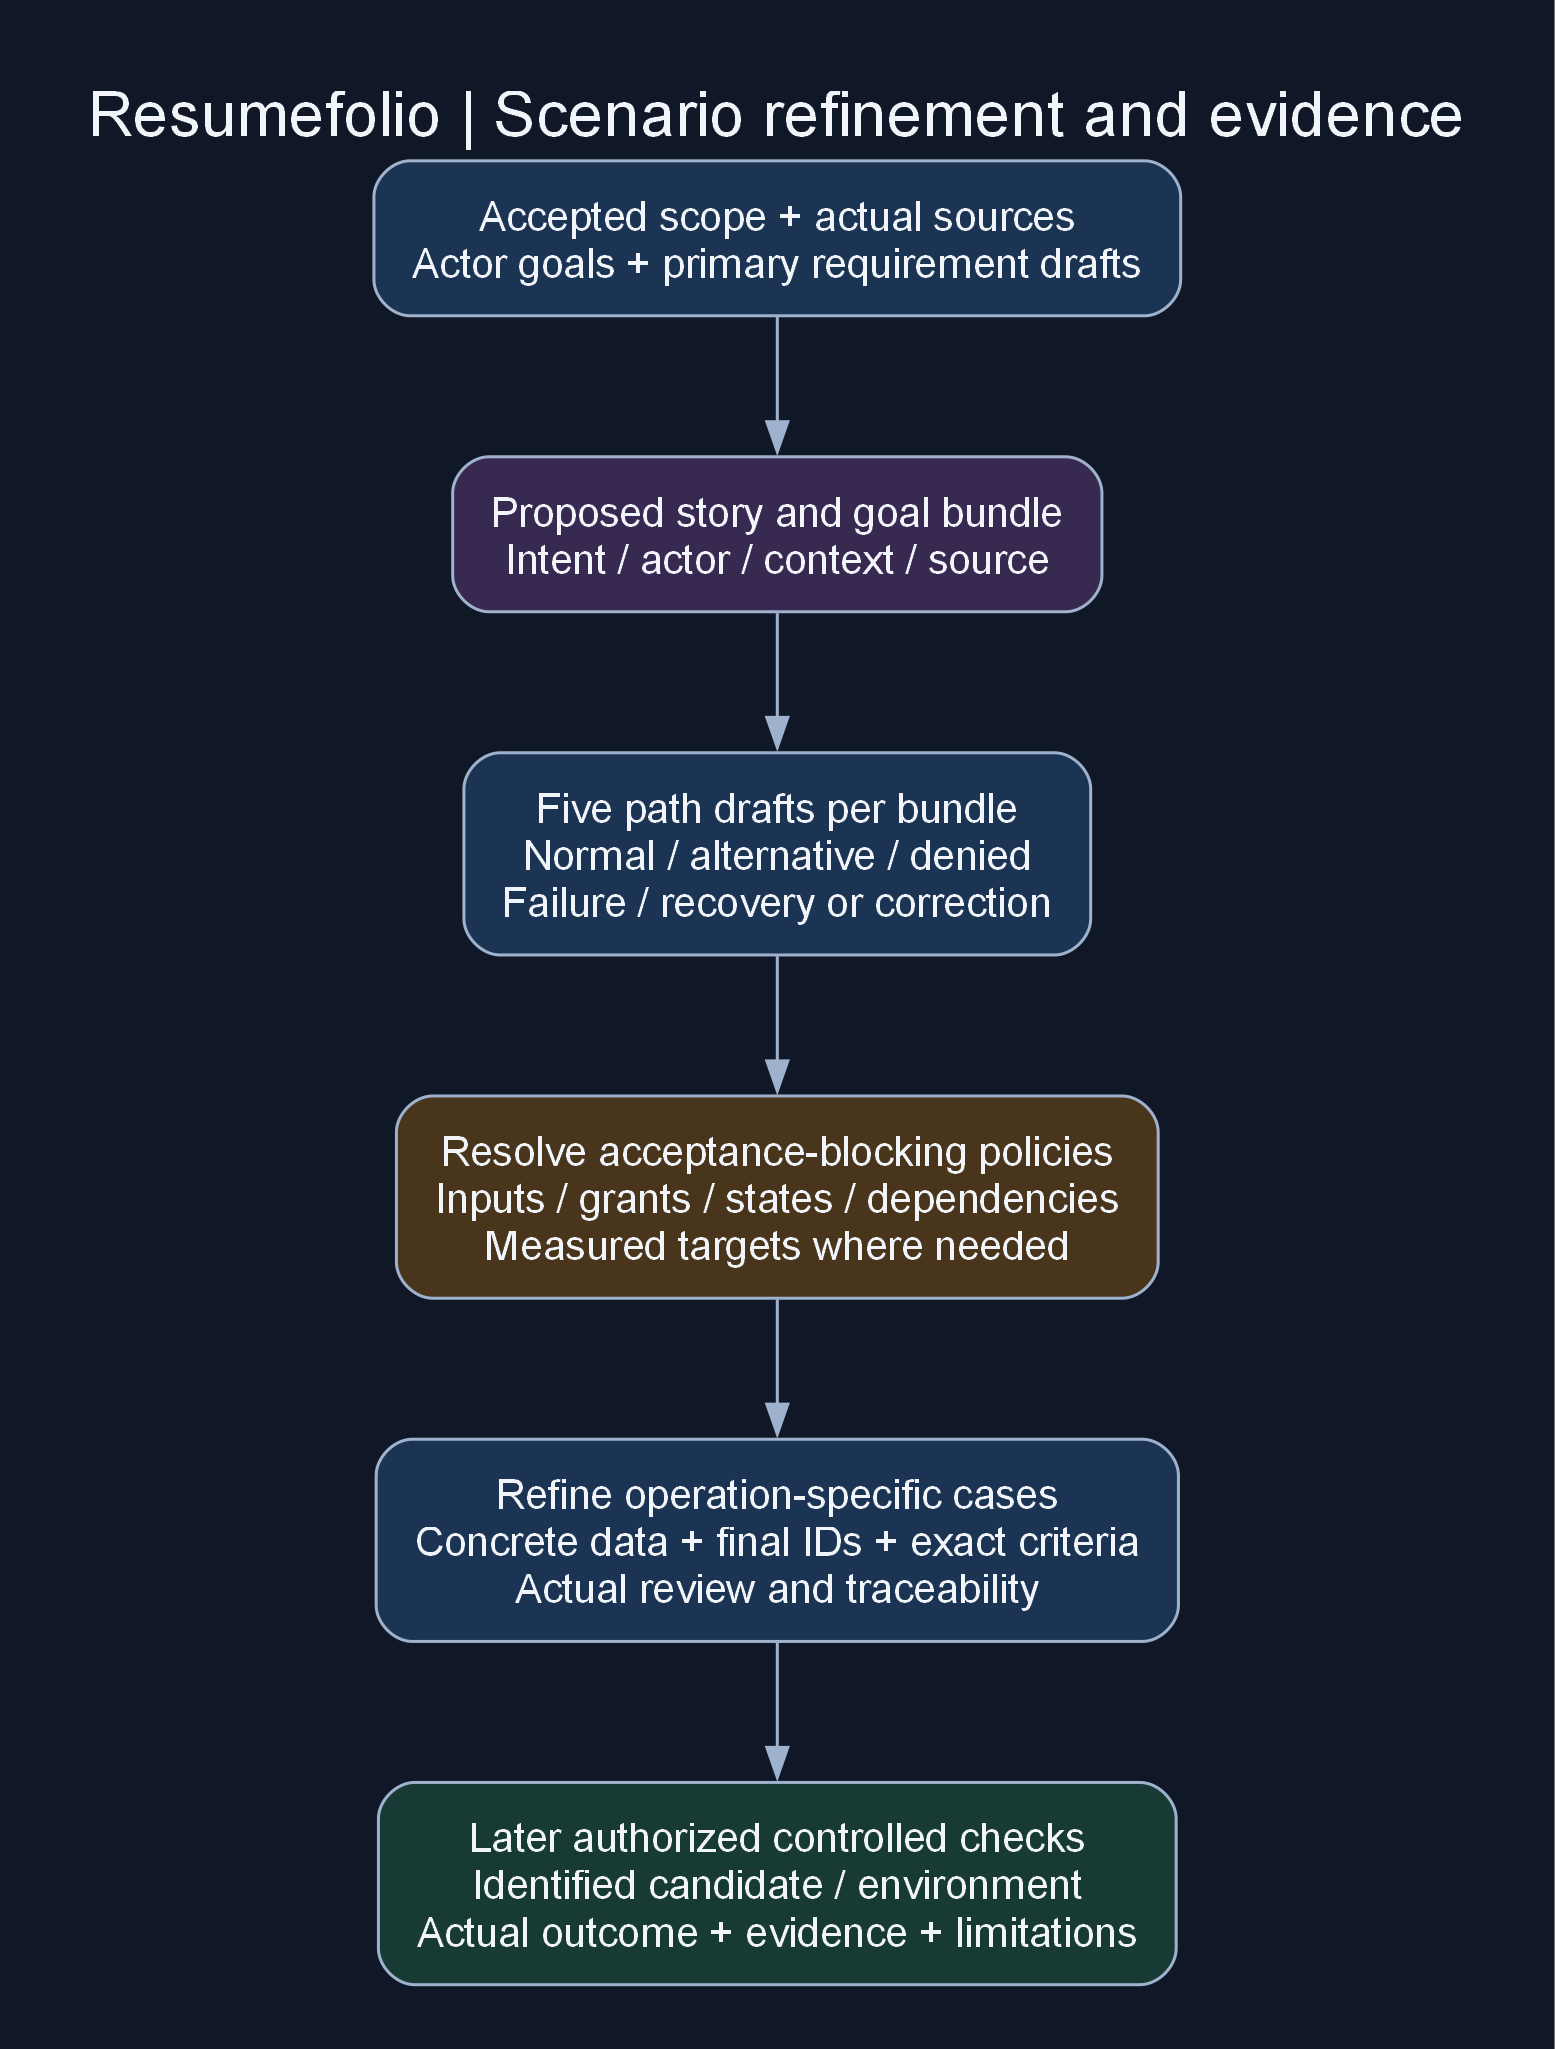 Resumefolio | Scenario refinement and evidence
Accepted scope + actual sources
Actor goals + primary requirement drafts
Proposed story and goal bundle
Intent / actor / context / source
Five path drafts per bundle
Normal / alternative / denied
Failure / recovery or correction
Resolve acceptance-blocking policies
Inputs / grants / states / dependencies
Measured targets where needed
Refine operation-specific cases
Concrete data + final IDs + exact criteria
Actual review and traceability
Later authorized controlled checks
Identified candidate / environment
Actual outcome + evidence + limitations